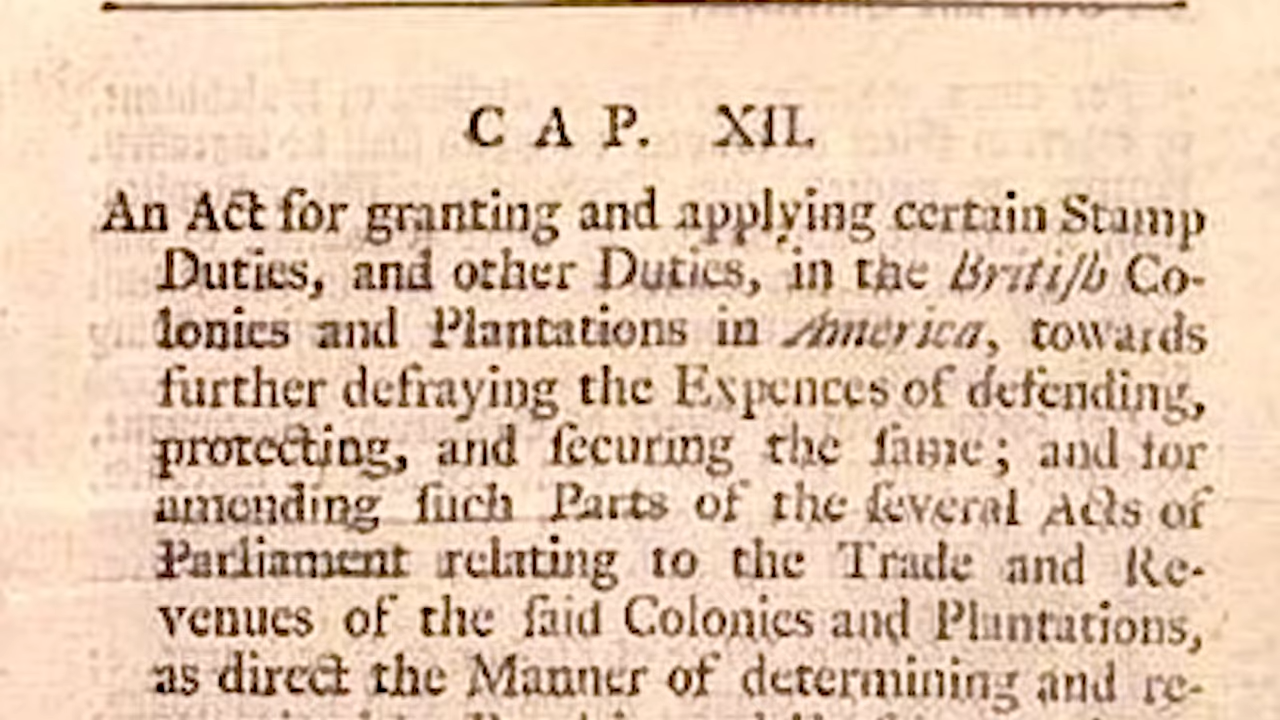 C A P. XII.
An Act for granting and applying certain Stamp
Duties, and other Duties, in the Britiſh Co-
lonies and Plantations in America, towards
further defraying the Expences of defending,
protecting, and ſecuring the ſame; and for
amending ſuch Parts of the ſeveral Acts of
Parliament relating to the Trade and Re-
venues of the ſaid Colonies and Plantations,
as direct the Manner of determining and re-